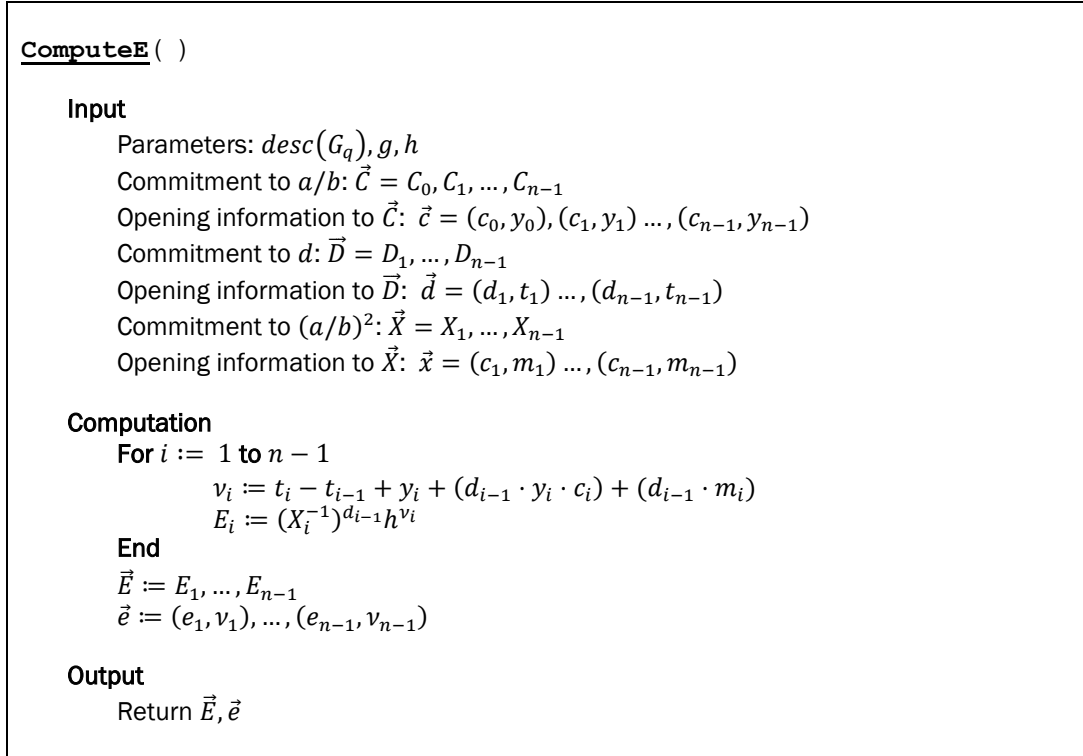 ComputeE( )
Input
Parameters: desc(G_q), g, h
Commitment to a/b: C⃗ = C_0, C_1, … , C_{n−1}
Opening information to C⃗: c⃗ = (c_0, y_0), (c_1, y_1) … , (c_{n−1}, y_{n−1})
Commitment to d: D⃗ = D_1, … , D_{n−1}
Opening information to D⃗: d⃗ = (d_1, t_1) … , (d_{n−1}, t_{n−1})
Commitment to (a/b)^2: X⃗ = X_1, … , X_{n−1}
Opening information to X⃗: x⃗ = (c_1, m_1) … , (c_{n−1}, m_{n−1})
Computation
For i ≔ 1 to n − 1
ν_i ≔ t_i − t_{i−1} + y_i + (d_{i−1} · y_i · c_i) + (d_{i−1} · m_i)
E_i ≔ (X_i^{−1})^{d_{i−1}} h^{ν_i}
End
E⃗ ≔ E_1, … , E_{n−1}
e⃗ ≔ (e_1, ν_1), … , (e_{n−1}, ν_{n−1})
Output
Return E⃗, e⃗